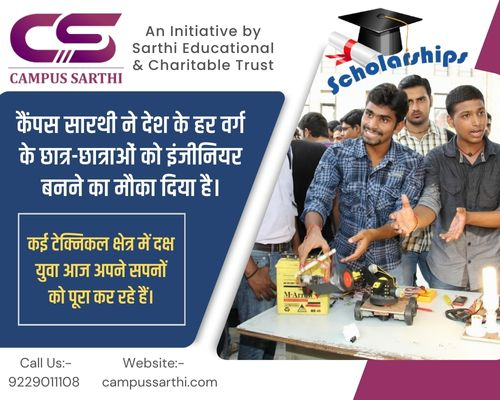 CS
CAMPUS SARTHI
An Initiative by
Sarthi Educational
& Charitable Trust
Scholarships
कैंपस सारथी ने देश के हर वर्ग
के छात्र-छात्राओं को इंजीनियर
बनने का मौका दिया है।
कई टेक्निकल क्षेत्र में दक्ष
युवा आज अपने सपनों
को पूरा कर रहे हैं।
Call Us:-
9229011108
Website:-
campussarthi.com